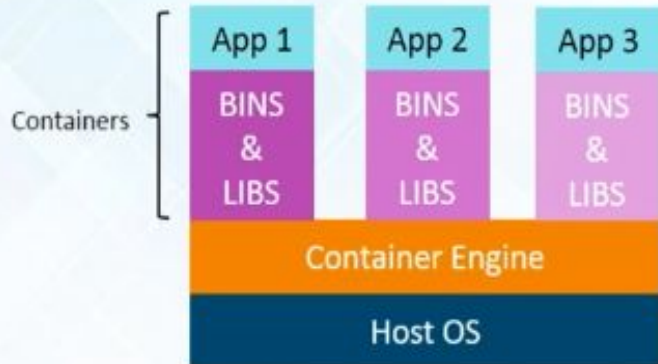 App 1
App 2
App 3
Containers
BINS
&
LIBS
BINS
&
LIBS
BINS
&
LIBS
Container Engine
Host OS